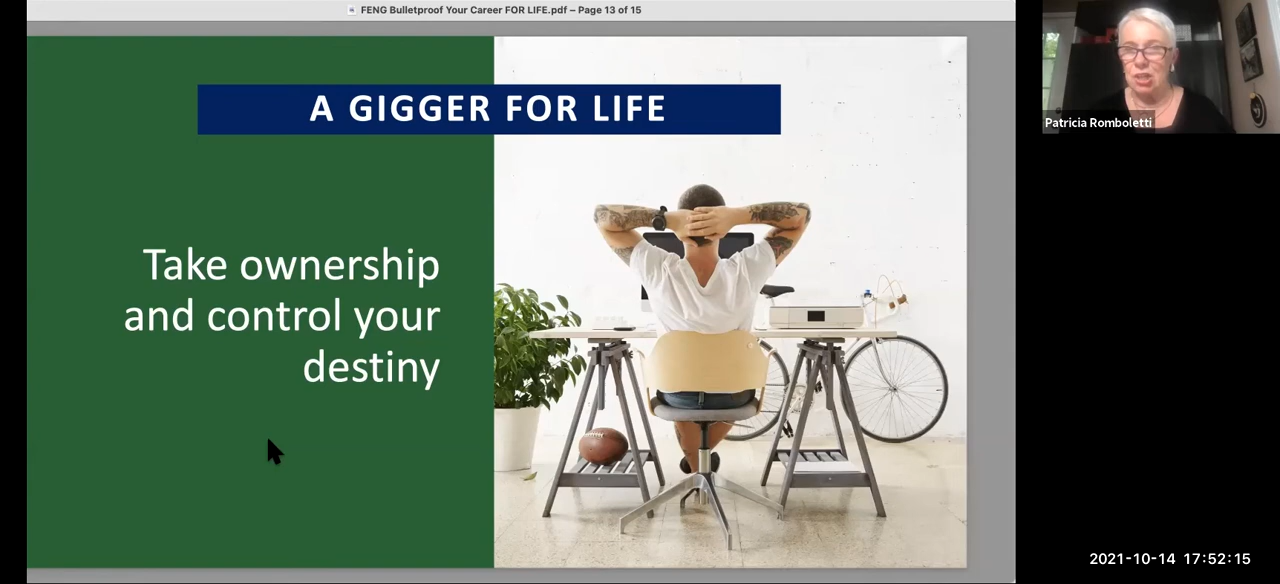 FENG Bulletproof Your Career FOR LIFE.pdf – Page 13 of 15
A GIGGER FOR LIFE
Take ownership
and control your
destiny
Patricia Romboletti
2021-10-14 17:52:15